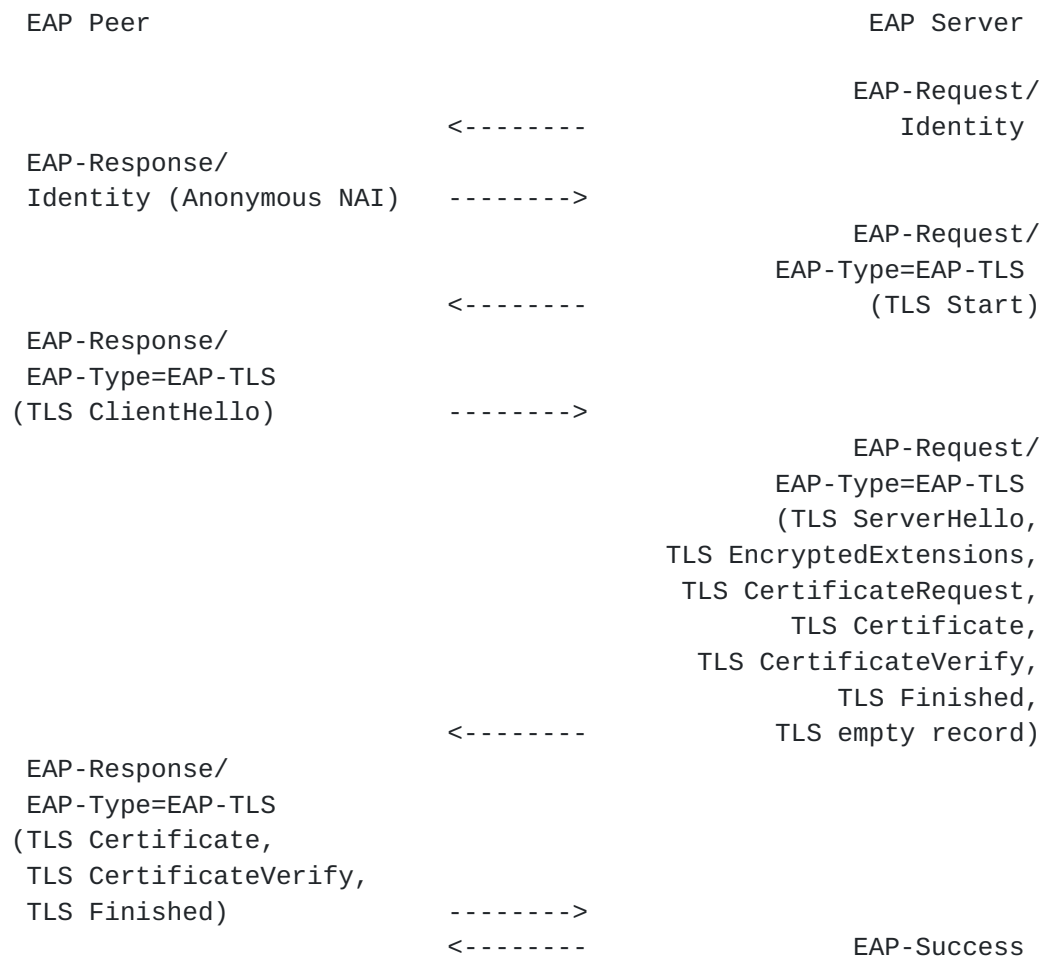 EAP Peer                                              EAP Server

                                                     EAP-Request/
                           <--------                    Identity
EAP-Response/
Identity (Anonymous NAI)   -------->
                                                     EAP-Request/
                                                EAP-Type=EAP-TLS
                           <--------                  (TLS Start)
EAP-Response/
EAP-Type=EAP-TLS
(TLS ClientHello)           -------->
                                                     EAP-Request/
                                                EAP-Type=EAP-TLS
                                                (TLS ServerHello,
                                         TLS EncryptedExtensions,
                                          TLS CertificateRequest,
                                                 TLS Certificate,
                                           TLS CertificateVerify,
                                                    TLS Finished,
                           <--------            TLS empty record)
EAP-Response/
EAP-Type=EAP-TLS
(TLS Certificate,
TLS CertificateVerify,
TLS Finished)              -------->
                           <--------                 EAP-Success